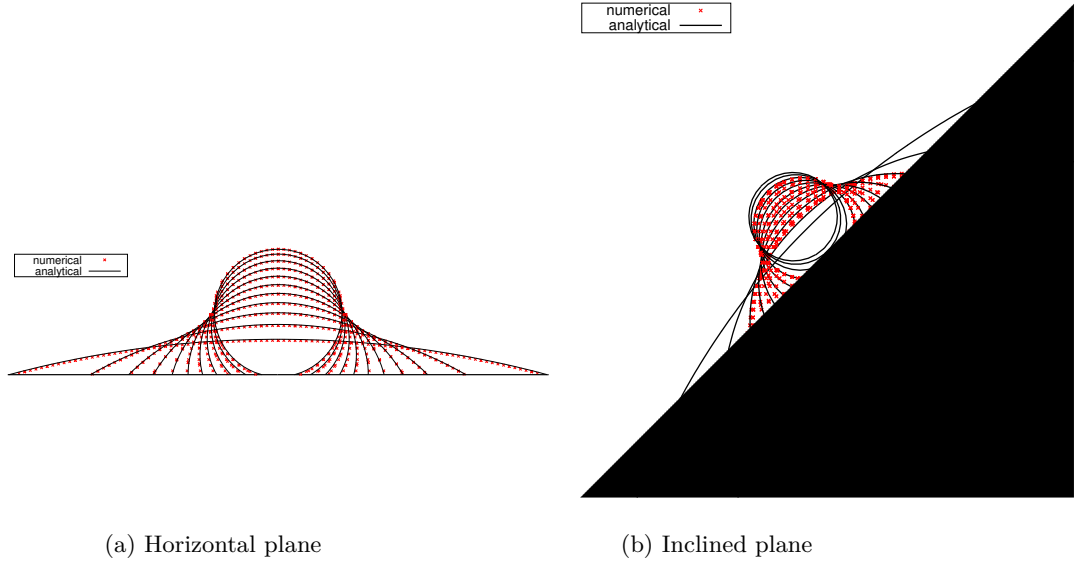 numerical
analytical
numerical
analytical
(a) Horizontal plane
(b) Inclined plane